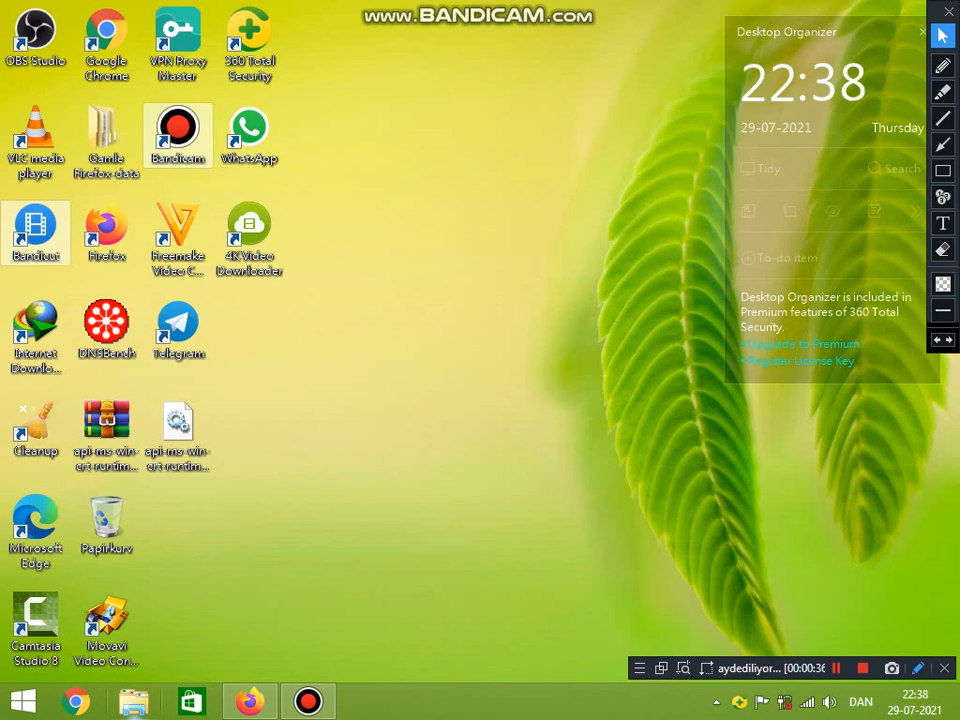 www.BANDICAM.com
OBS Studio
Google
Chrome
VPN Proxy
Master
360 Total
Security
VLC media
player
Gamle
Firefox-data
Bandicam
WhatsApp
Bandicut
Firefox
Freemake
Video C...
4K Video
Downloader
Internet
Downlo...
DNSBench
Telegram
Cleanup
api-ms-win-
crt-runtim...
api-ms-win-
crt-runtim...
Microsoft
Edge
Papirkurv
Camtasia
Studio 8
Movavi
Video Con...
Desktop Organizer
22:38
29-07-2021 Thursday
Tidy Search
To-do item
Desktop Organizer is included in
Premium features of 360 Total
Security.
• Upgrade to Premium
• Register License Key
T
aydediliyor... [00:00:36
DAN
22:38
29-07-2021